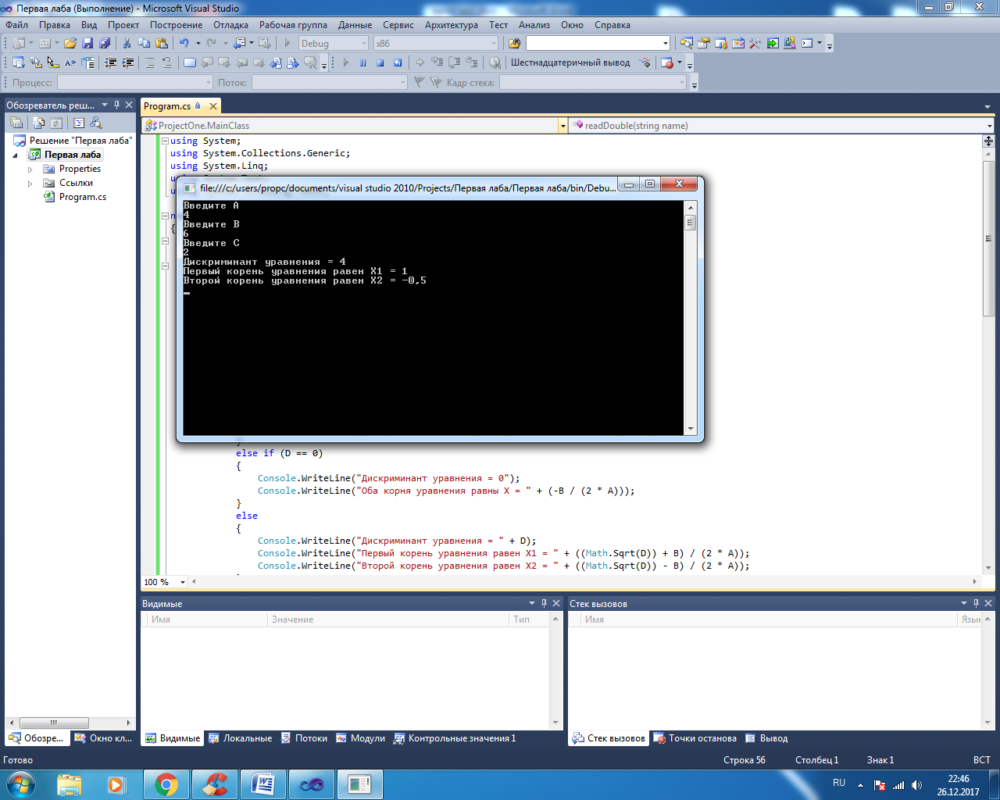 Первая лаба (Выполнение) - Microsoft Visual Studio
Файл Правка Вид Проект Построение Отладка Рабочая группа Данные Сервис Архитектура Тест Анализ Окно Справка
Debug x86
Шестнадцатеричный вывод
Процесс: Поток: Кадр стека:
Обозреватель реш...
Решение "Первая лаба"
Первая лаба
Properties
Ссылки
Program.cs
Program.cs
ProjectOne.MainClass readDouble(string name)
using System;
using System.Collections.Generic;
using System.Linq;
file:///c:/users/propc/documents/visual studio 2010/Projects/Первая лаба/Первая лаба/bin/Debu...
Введите A
4
Введите B
6
Введите C
2
Дискриминант уравнения = 4
Первый корень уравнения равен X1 = 1
Второй корень уравнения равен X2 = -0,5
else if (D == 0)
{
Console.WriteLine("Дискриминант уравнения = 0");
Console.WriteLine("Оба корня уравнения равны X = " + (-B / (2 * A)));
}
else
{
Console.WriteLine("Дискриминант уравнения = " + D);
Console.WriteLine("Первый корень уравнения равен X1 = " + ((Math.Sqrt(D)) + B) / (2 * A));
Console.WriteLine("Второй корень уравнения равен X2 = " + ((Math.Sqrt(D)) - B) / (2 * A));
100 %
Видимые
Имя Значение Тип
Стек вызовов
Имя Язык
Обозре... Окно кл...
Видимые Локальные Потоки Модули Контрольные значения 1
Стек вызовов Точки останова Вывод
Готово Строка 56 Столбец 1 Знак 1 ВСТ
RU
22:46
26.12.2017